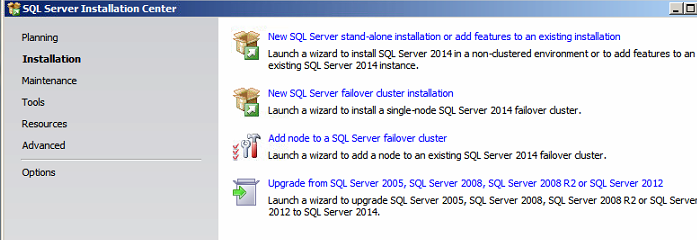 SQL Server Installation Center
Planning
Installation
Maintenance
Tools
Resources
Advanced
Options
New SQL Server stand-alone installation or add features to an existing installation
Launch a wizard to install SQL Server 2014 in a non-clustered environment or to add features to an
existing SQL Server 2014 instance.
New SQL Server failover cluster installation
Launch a wizard to install a single-node SQL Server 2014 failover cluster.
Add node to a SQL Server failover cluster
Launch a wizard to add a node to an existing SQL Server 2014 failover cluster.
Upgrade from SQL Server 2005, SQL Server 2008, SQL Server 2008 R2 or SQL Server 2012
Launch a wizard to upgrade SQL Server 2005, SQL Server 2008, SQL Server 2008 R2 or SQL Server
2012 to SQL Server 2014.